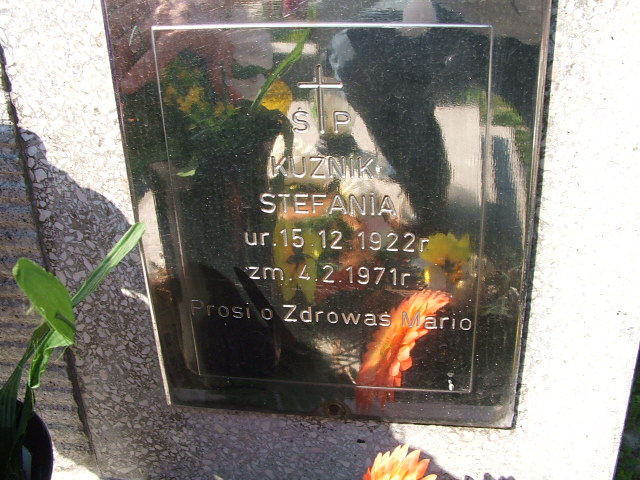 Ś P
KUŹNIK
STEFANIA
ur.15.12.1922r
zm.4.2.1971r
Prosi o Zdrowaś Mario